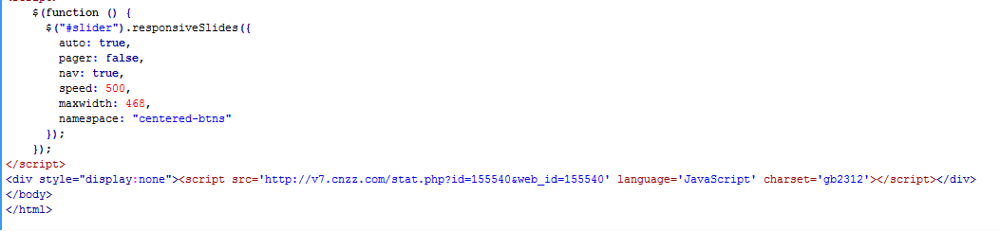 </script>
$(function () {
$("#slider").responsiveSlides({
auto: true,
pager: false,
nav: true,
speed: 500,
maxwidth: 468,
namespace: "centered-btns"
});
});
</script>
<div style="display:none"><script src='http://v7.cnzz.com/stat.php?id=155540&web_id=155540' language='JavaScript' charset='gb2312'></script></div>
</body>
</html>